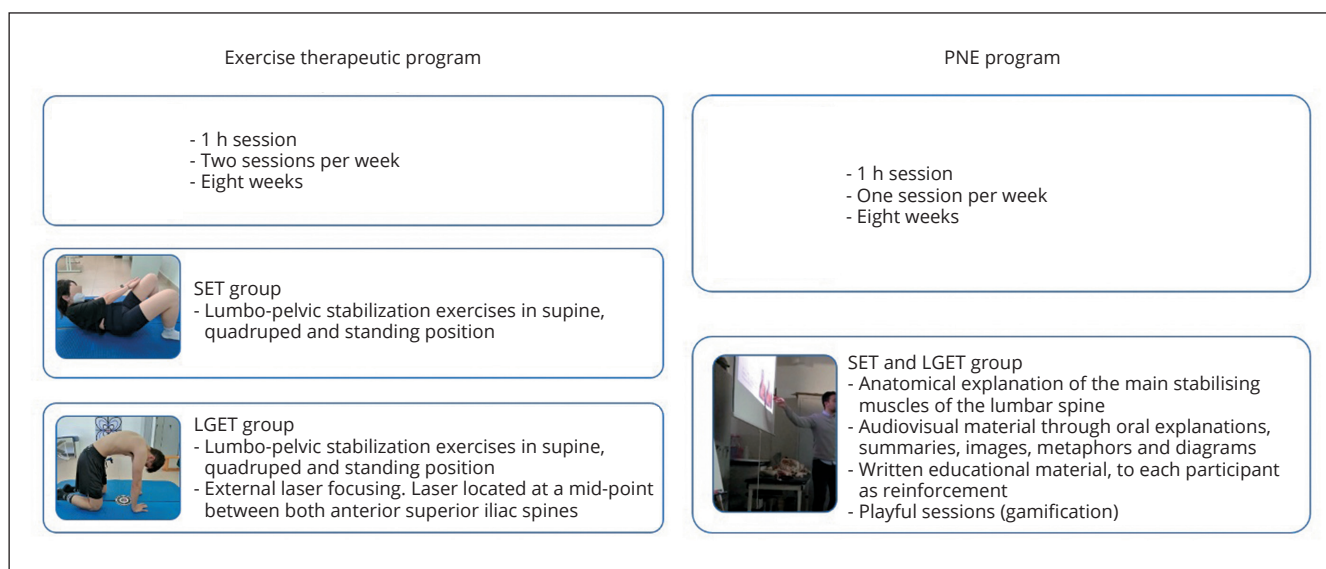 Exercise therapeutic program
- 1 h session
- Two sessions per week
- Eight weeks
SET group
- Lumbo-pelvic stabilization exercises in supine,
quadruped and standing position
LGET group
- Lumbo-pelvic stabilization exercises in supine,
quadruped and standing position
- External laser focusing. Laser located at a mid-point
between both anterior superior iliac spines
PNE program
- 1 h session
- One session per week
- Eight weeks
SET and LGET group
- Anatomical explanation of the main stabilising
muscles of the lumbar spine
- Audiovisual material through oral explanations,
summaries, images, metaphors and diagrams
- Written educational material, to each participant
as reinforcement
- Playful sessions (gamification)